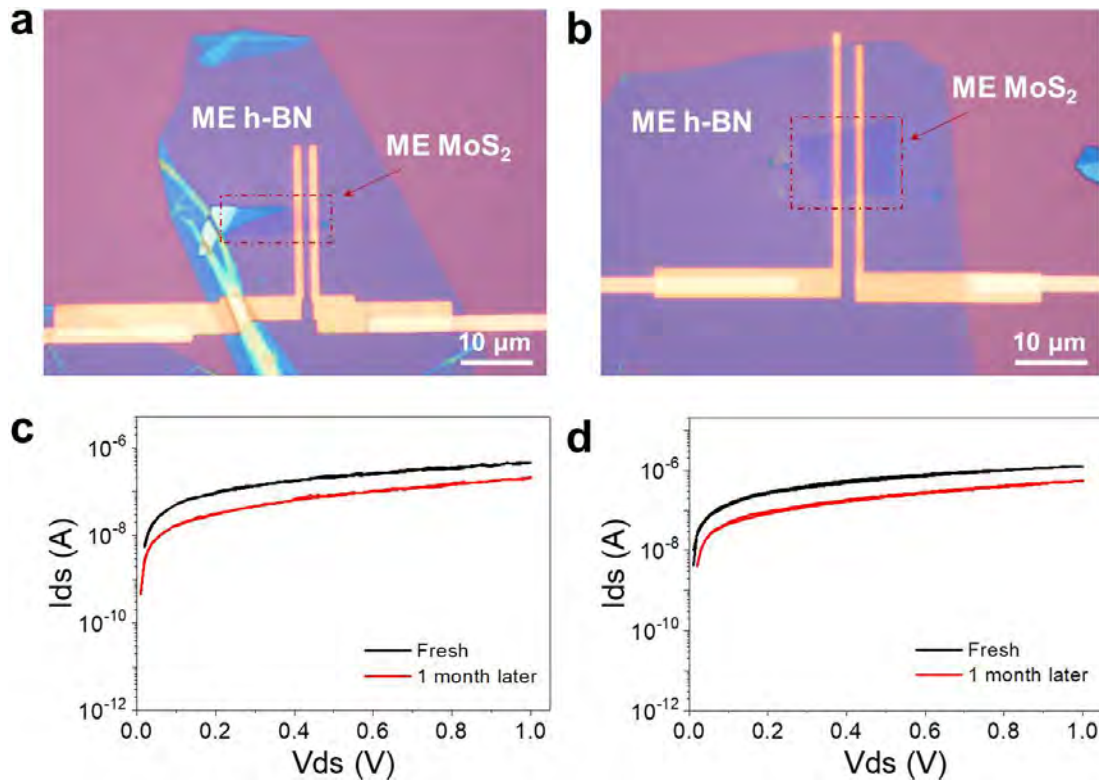 a
ME h-BN
ME MoS₂
10 μm
b
ME MoS₂
ME h-BN
10 μm
c
Ids (A)
10⁻⁶
10⁻⁸
10⁻¹⁰
10⁻¹²
Fresh
1 month later
0.0 0.2 0.4 0.6 0.8 1.0
Vds (V)
d
Ids (A)
10⁻⁶
10⁻⁸
10⁻¹⁰
10⁻¹²
Fresh
1 month later
0.0 0.2 0.4 0.6 0.8 1.0
Vds (V)